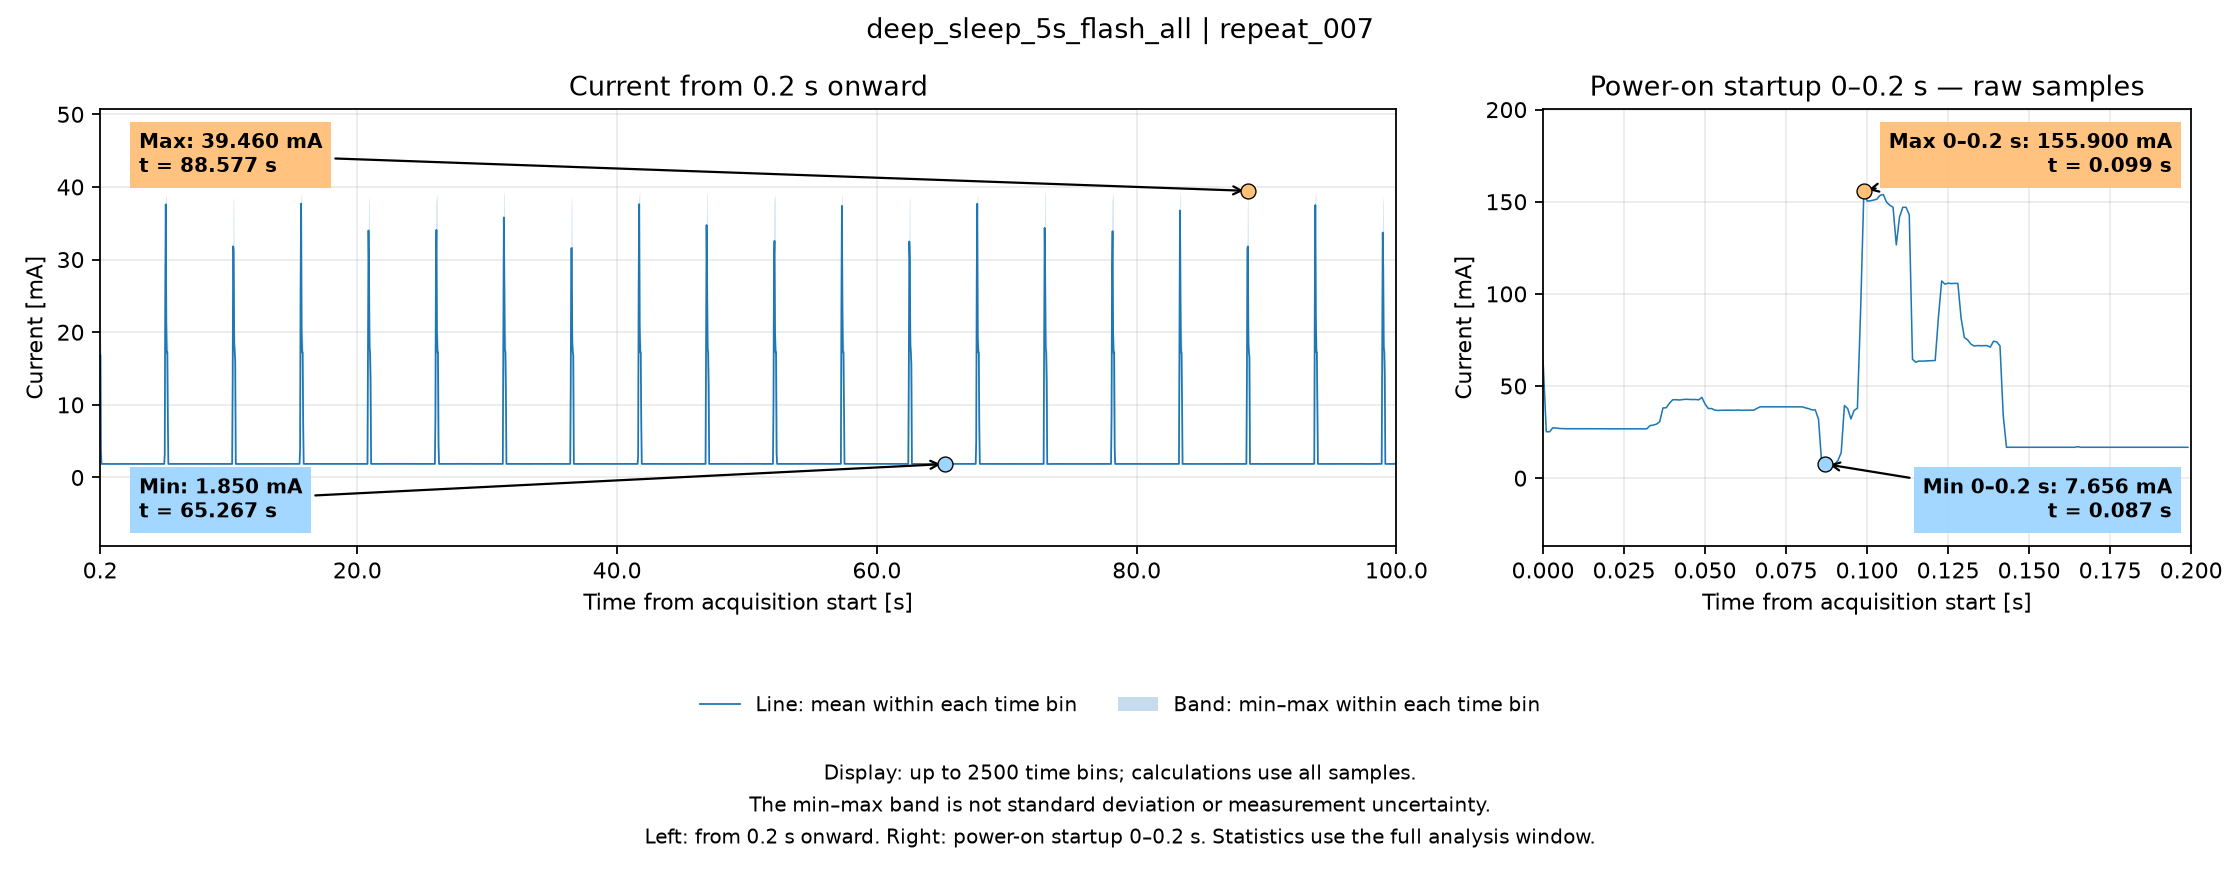 deep_sleep_5s_flash_all | repeat_007
Current from 0.2 s onward
50
40
30
20
10
0
Current [mA]
Max: 39.460 mA
t = 88.577 s
Min: 1.850 mA
t = 65.267 s
0.2
20.0
40.0
60.0
80.0
100.0
Time from acquisition start [s]
Power-on startup 0–0.2 s — raw samples
200
150
100
50
0
Current [mA]
Max 0–0.2 s: 155.900 mA
t = 0.099 s
Min 0–0.2 s: 7.656 mA
t = 0.087 s
0.000
0.025
0.050
0.075
0.100
0.125
0.150
0.175
0.200
Time from acquisition start [s]
Line: mean within each time bin
Band: min–max within each time bin
Display: up to 2500 time bins; calculations use all samples.
The min–max band is not standard deviation or measurement uncertainty.
Left: from 0.2 s onward. Right: power-on startup 0–0.2 s. Statistics use the full analysis window.